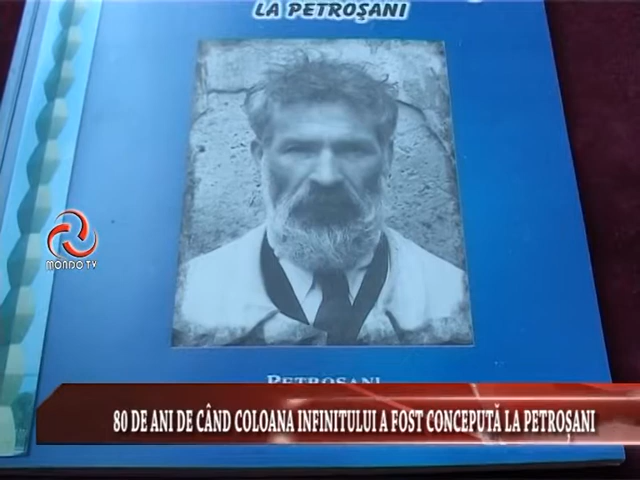 LA PETROŞANI
MONDO TV
PETROŞANI
80 DE ANI DE CÂND COLOANA INFINITULUI A FOST CONCEPUTĂ LA PETROŞANI